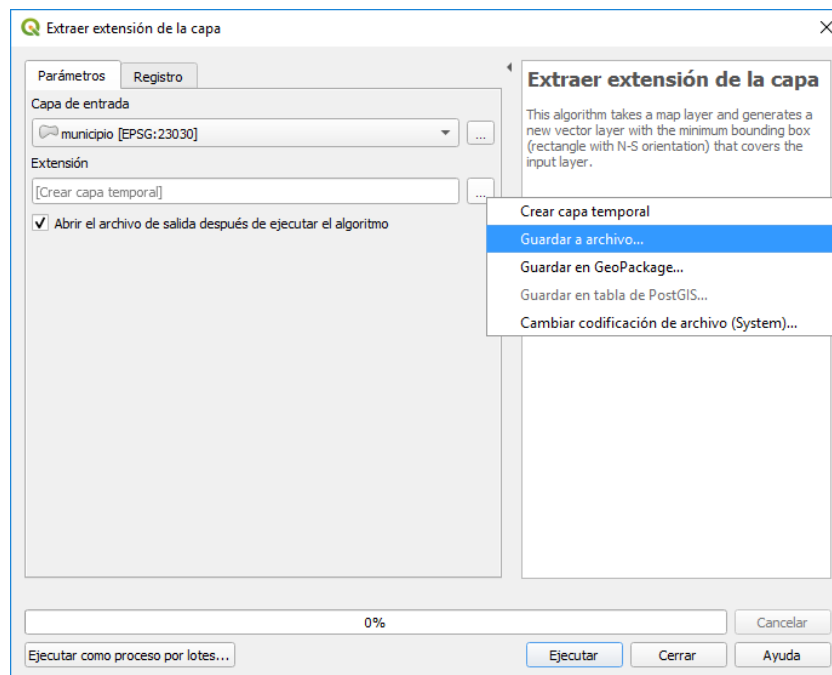 Extraer extensión de la capa
Parámetros
Registro
Capa de entrada
municipio [EPSG:23030]
...
Extensión
[Crear capa temporal]
...
Abrir el archivo de salida después de ejecutar el algoritmo
Extraer extensión de la capa
This algorithm takes a map layer and generates a
new vector layer with the minimum bounding box
(rectangle with N-S orientation) that covers the
input layer.
Crear capa temporal
Guardar a archivo...
Guardar en GeoPackage...
Guardar en tabla de PostGIS...
Cambiar codificación de archivo (System)...
0%
Cancelar
Ejecutar como proceso por lotes...
Ejecutar
Cerrar
Ayuda